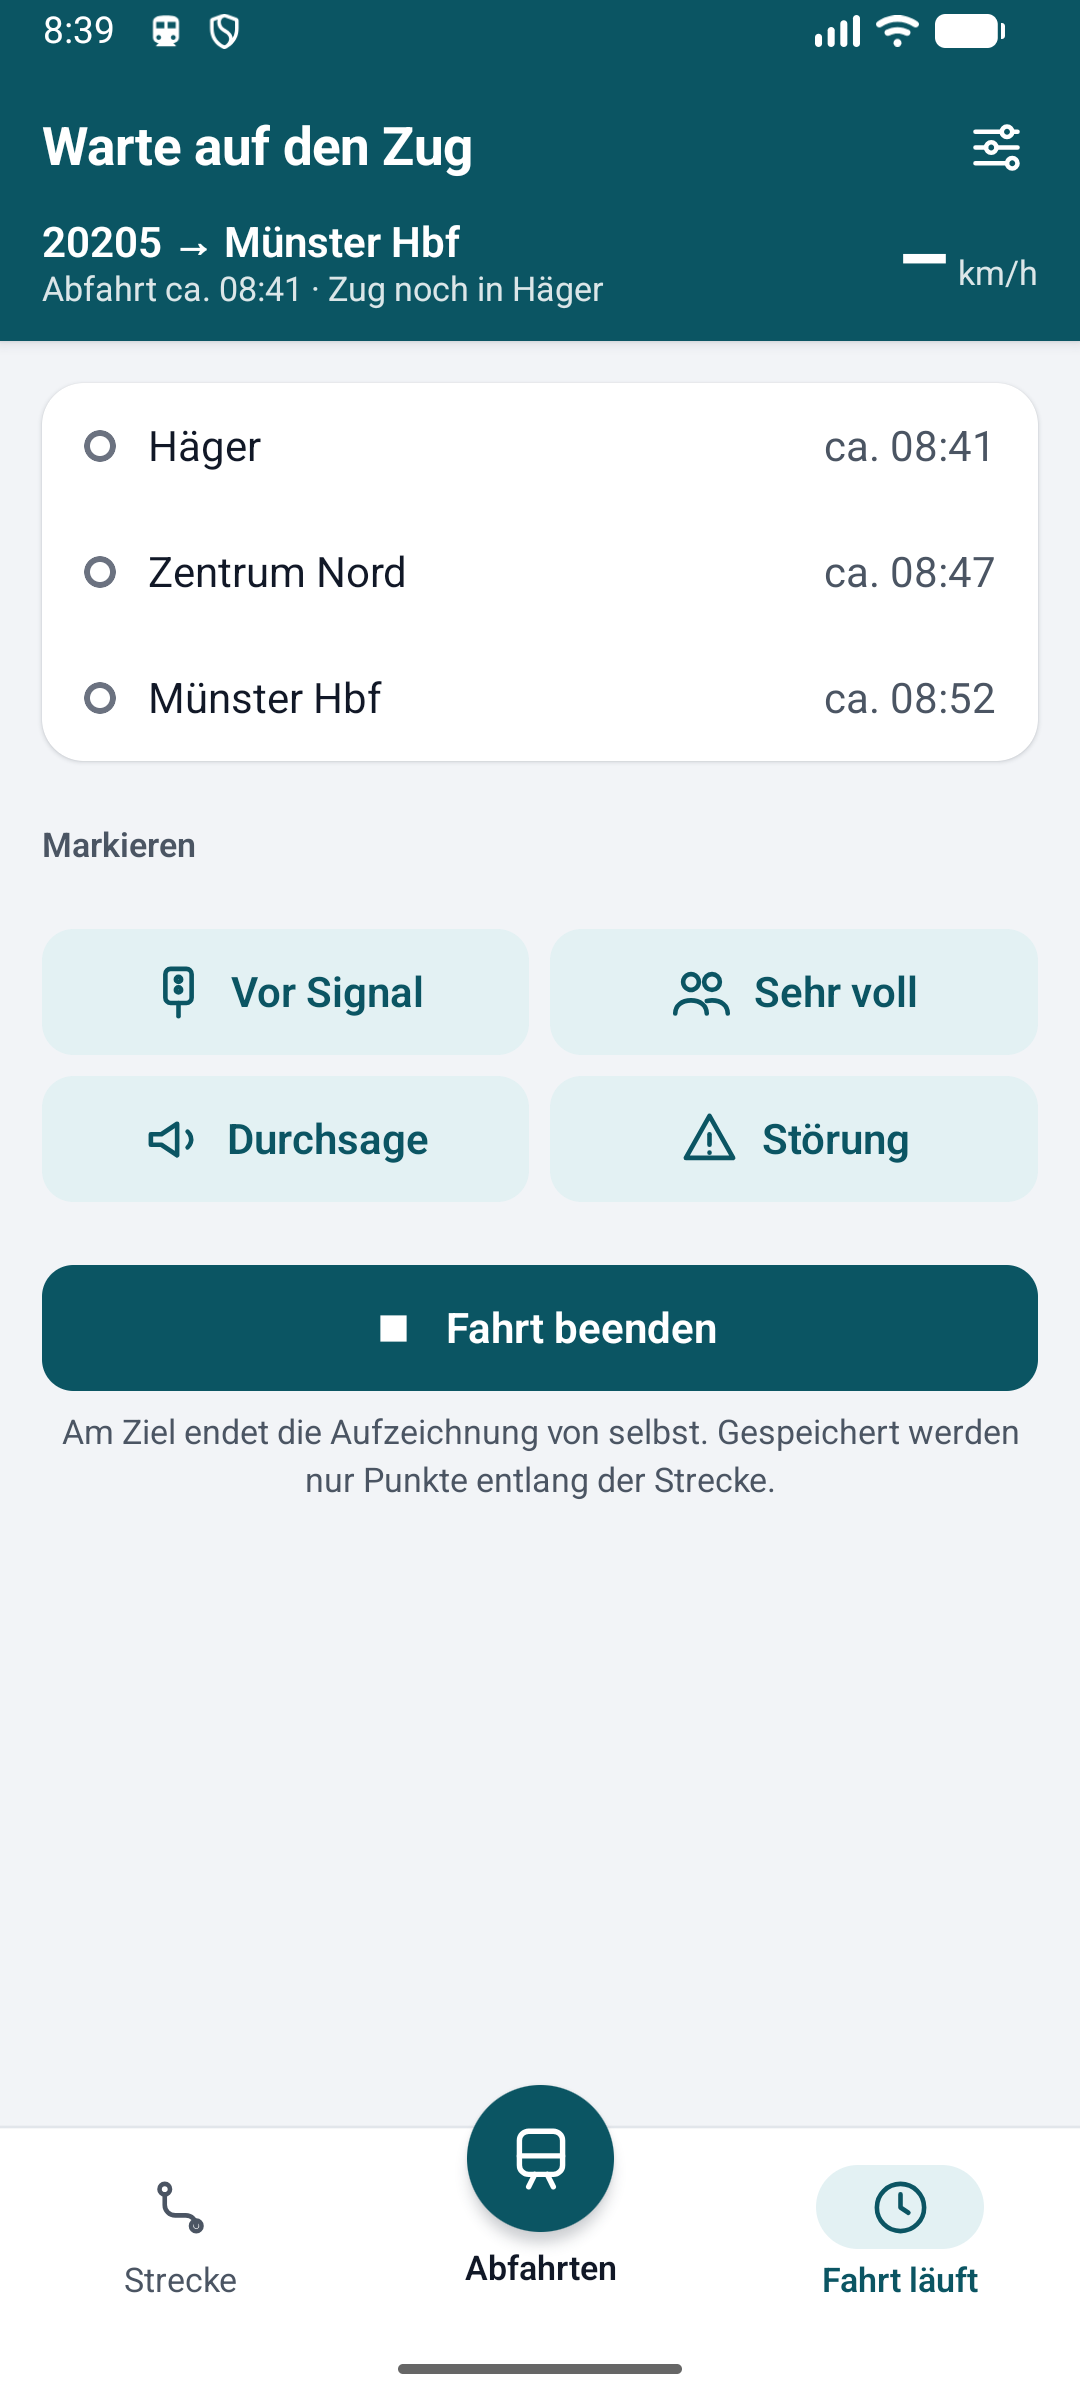 8:39
Warte auf den Zug
20205 → Münster Hbf
Abfahrt ca. 08:41 · Zug noch in Häger
– km/h
Häger ca. 08:41
Zentrum Nord ca. 08:47
Münster Hbf ca. 08:52
Markieren
Vor Signal
Sehr voll
Durchsage
Störung
Fahrt beenden
Am Ziel endet die Aufzeichnung von selbst. Gespeichert werden
nur Punkte entlang der Strecke.
Strecke
Abfahrten
Fahrt läuft